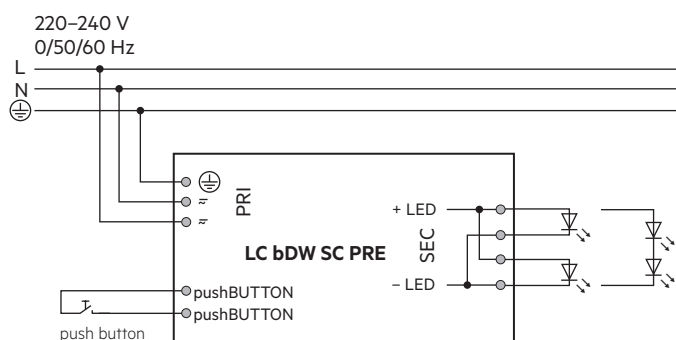 220–240 V
0/50/60 Hz
L
N
PRI
+ LED
SEC
LC bDW SC PRE
– LED
pushBUTTON
pushBUTTON
push button